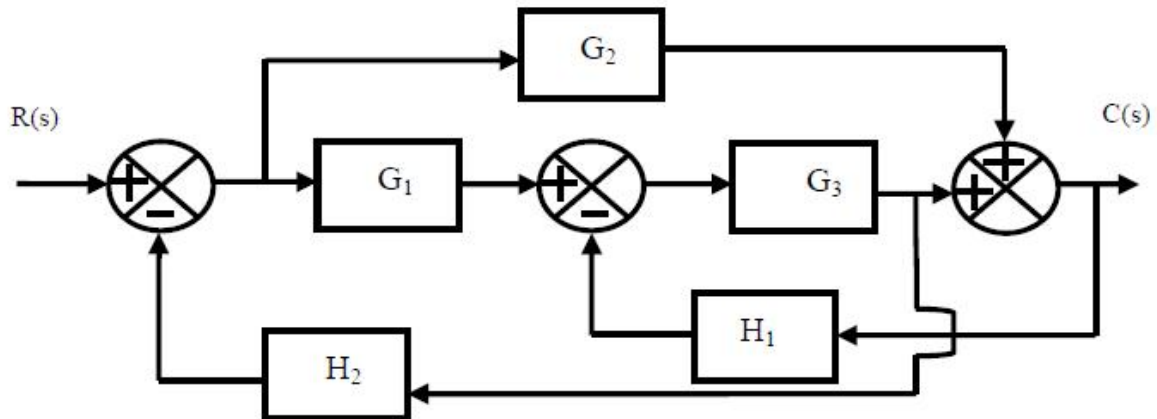 G₂
R(s)
C(s)
+
-
G₁
+
-
G₃
+
+
H₁
H₂